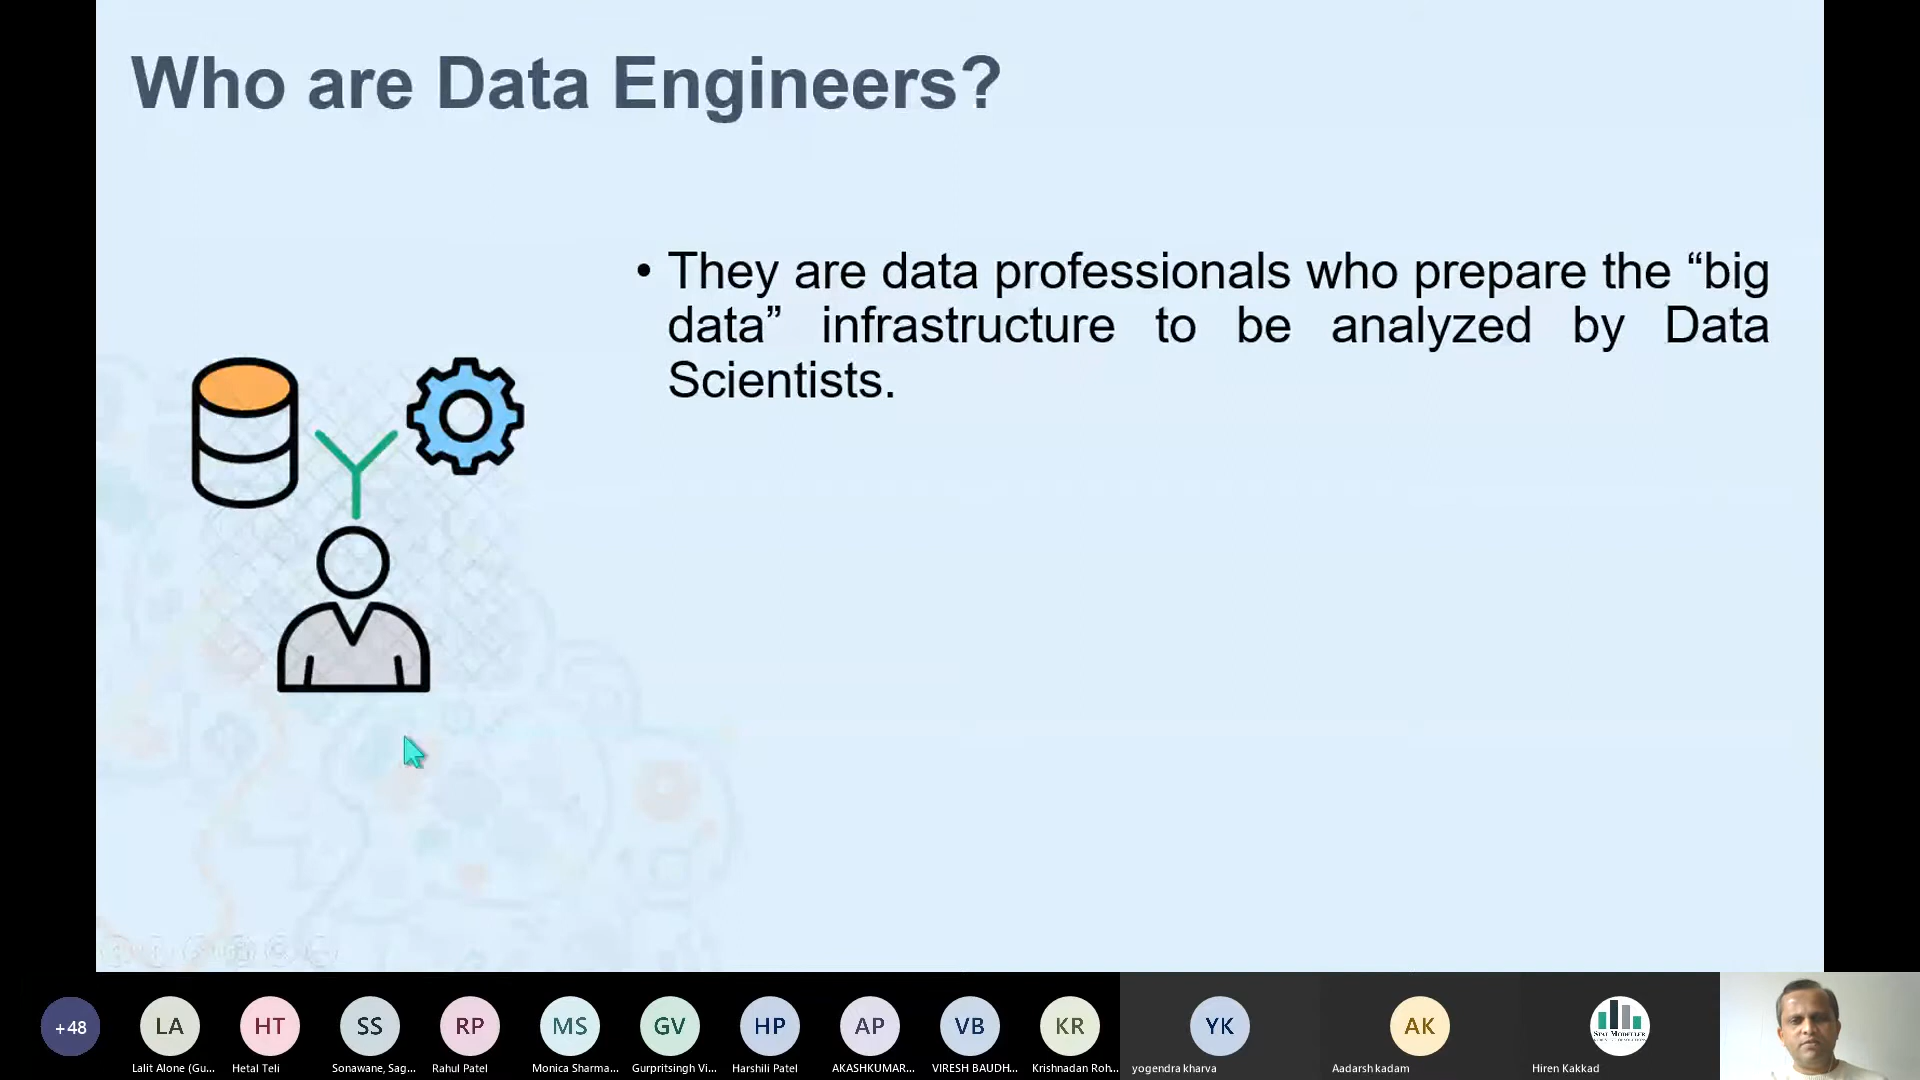 Who are Data Engineers?
• They are data professionals who prepare the “big
data” infrastructure to be analyzed by Data
Scientists.
+48
LA
HT
SS
RP
MS
GV
HP
AP
VB
KR
YK
AK
STAT MODELLER
Lalit Alone (Gu...
Hetal Teli
Sonawane, Sag...
Rahul Patel
Monica Sharma...
Gurpritsingh Vi...
Harshili Patel
AKASHKUMAR...
VIRESH BAUDH...
Krishnadan Roh...
yogendra kharva
Aadarsh kadam
Hiren Kakkad